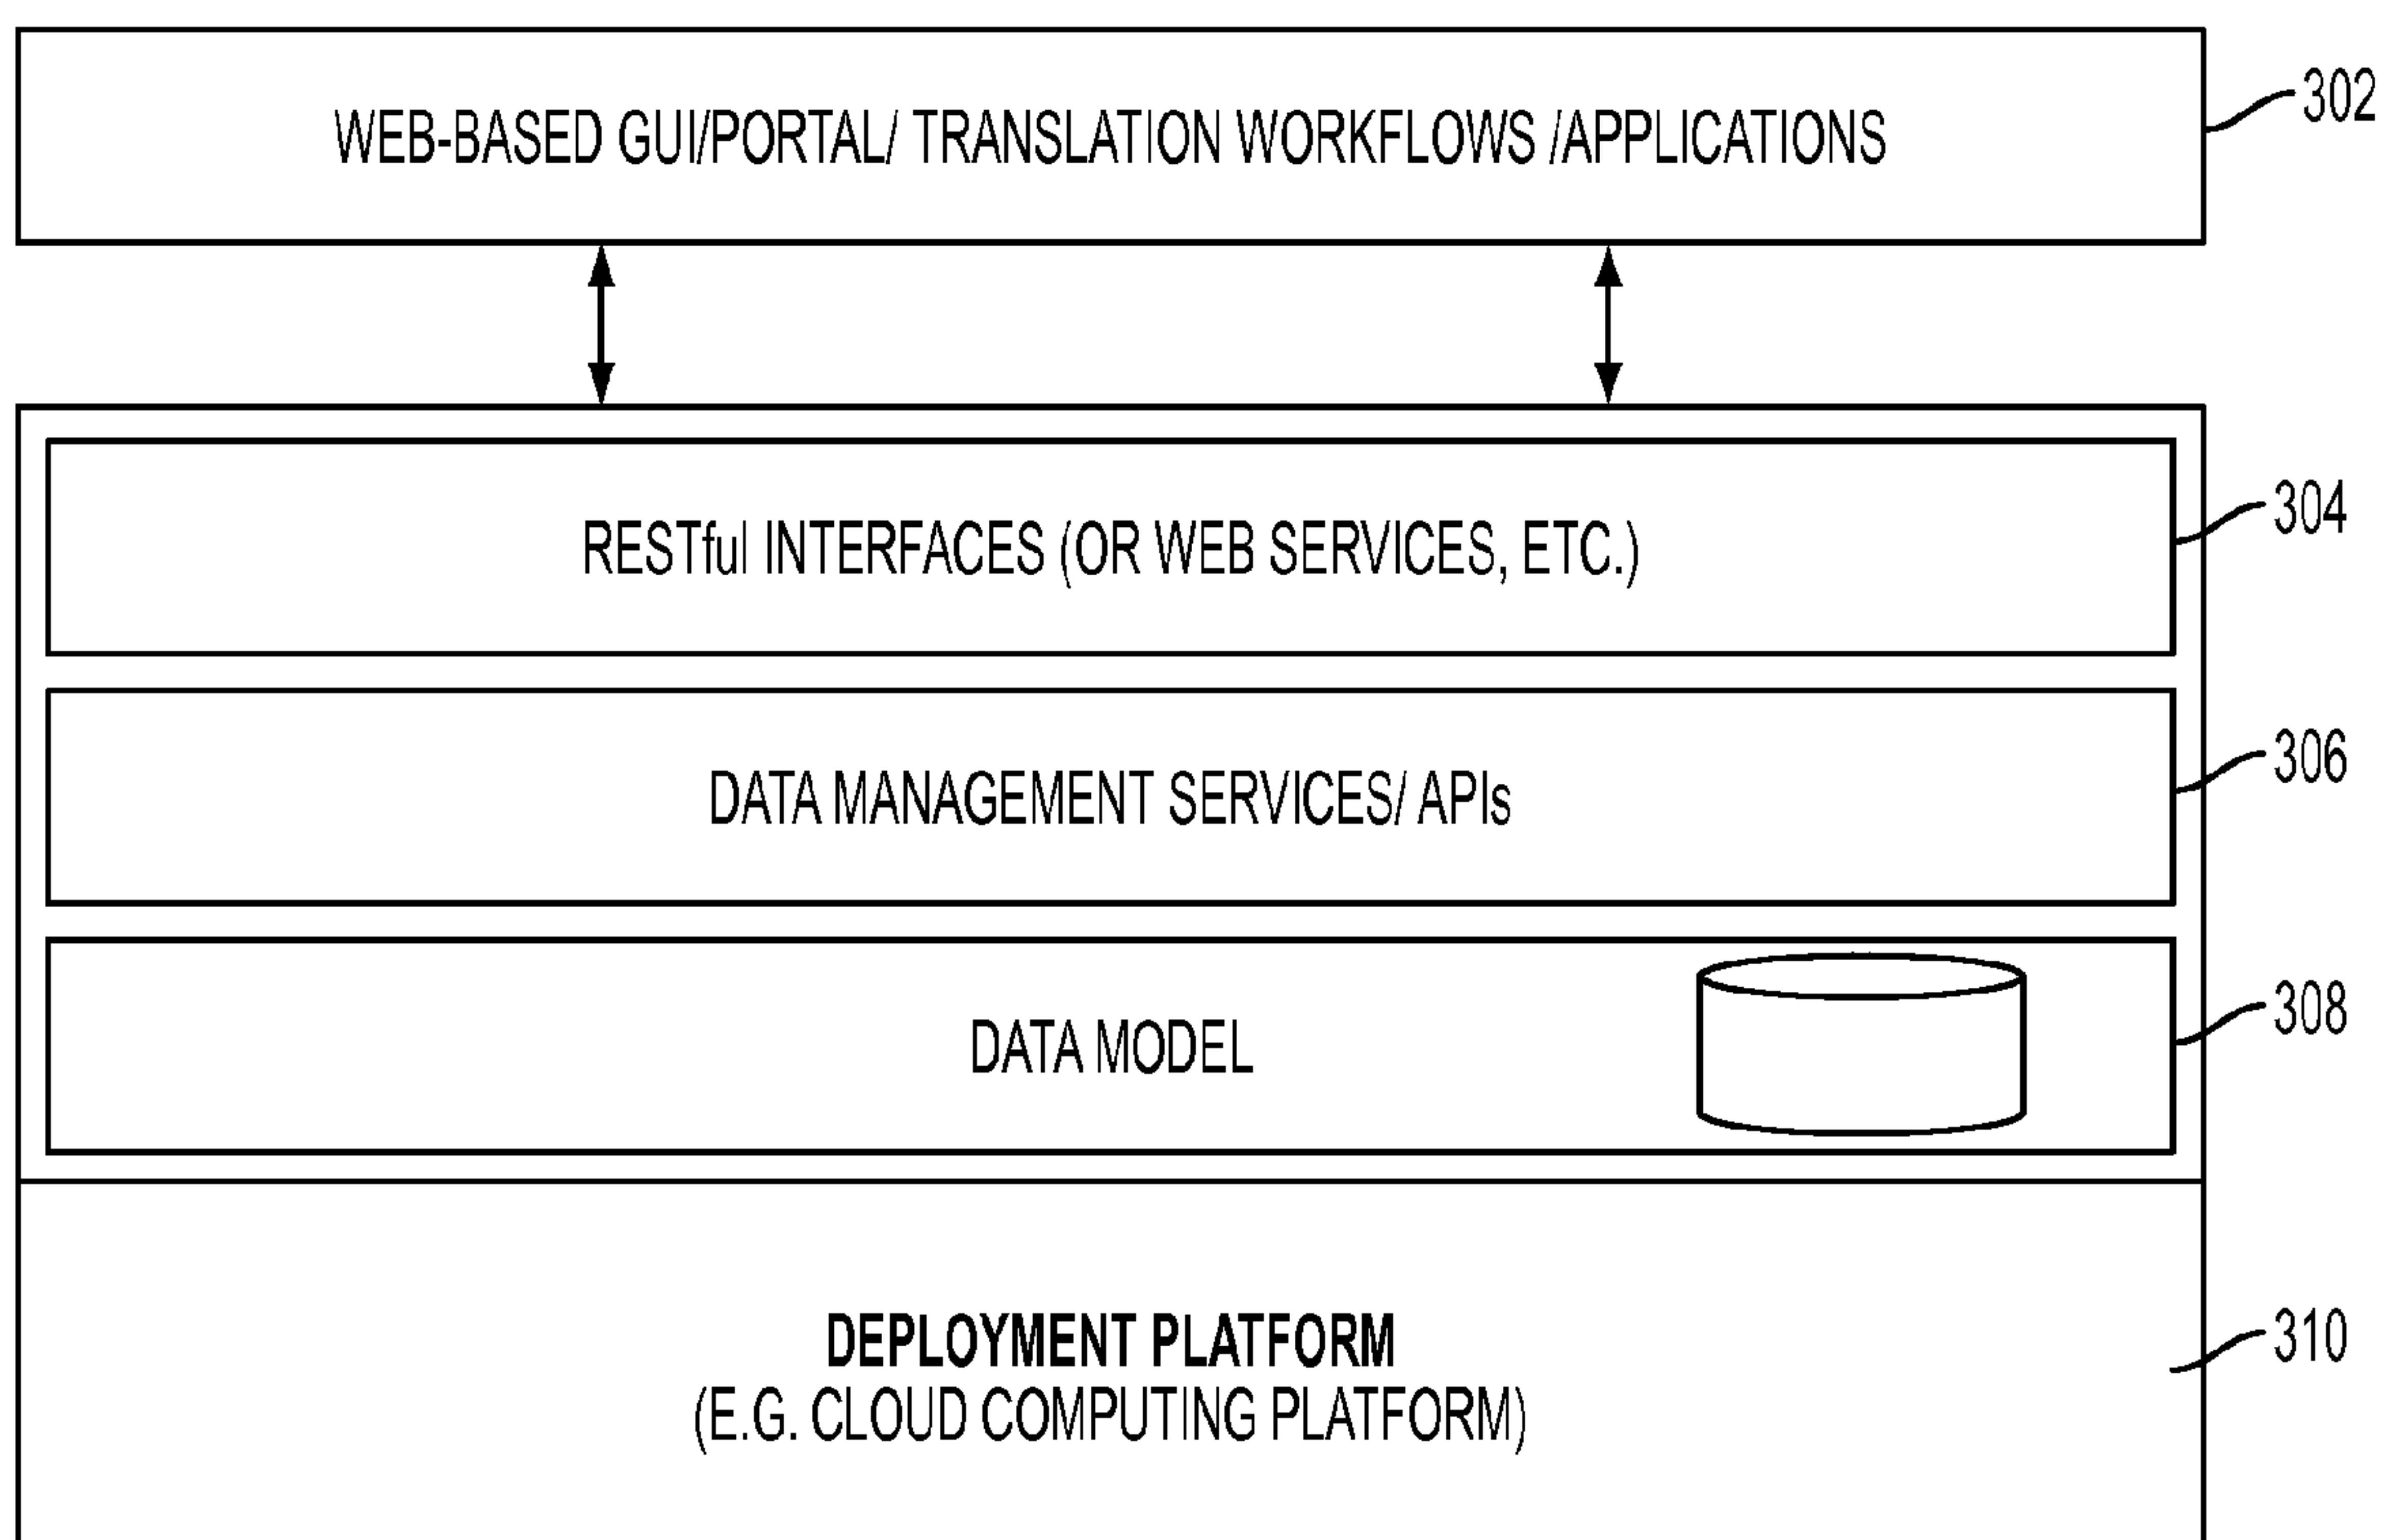 WEB-BASED GUI/PORTAL/ TRANSLATION WORKFLOWS /APPLICATIONS
302
RESTful INTERFACES (OR WEB SERVICES, ETC.)
304
DATA MANAGEMENT SERVICES/ APIs
306
DATA MODEL
308
DEPLOYMENT PLATFORM
(E.G. CLOUD COMPUTING PLATFORM)
310